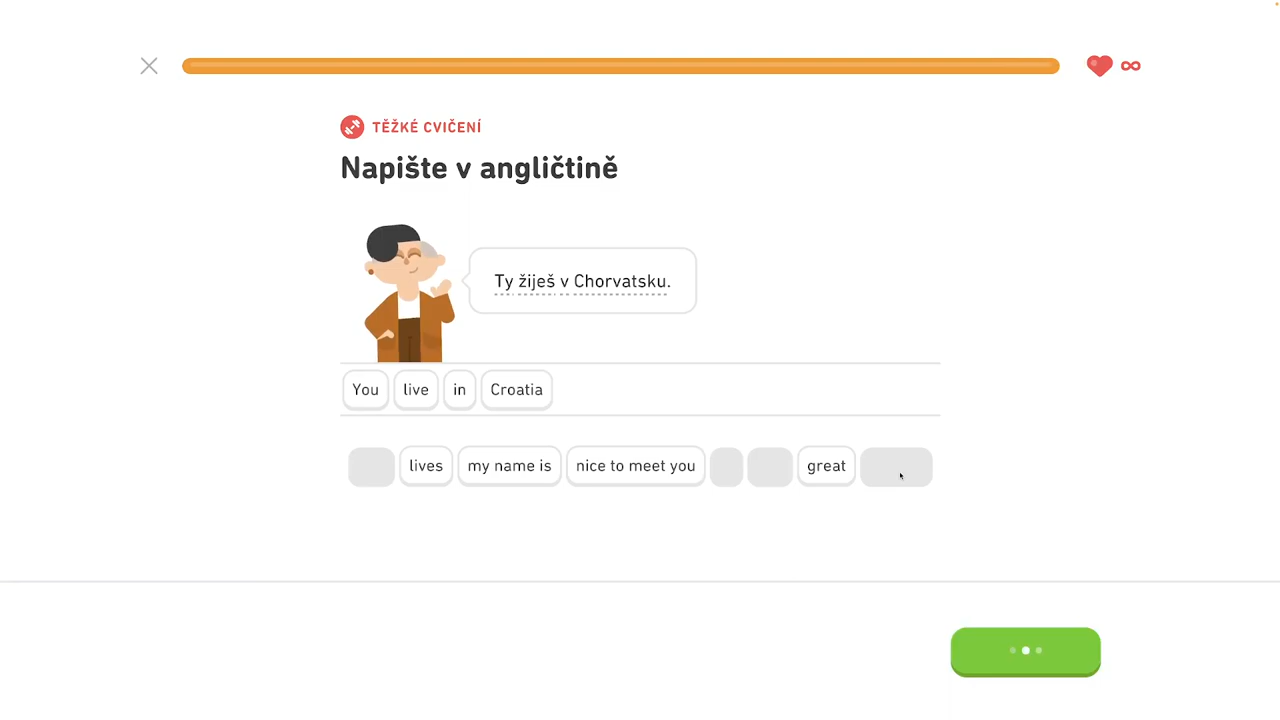 TĚŽKÉ CVIČENÍ
Napište v angličtině
Ty žiješ v Chorvatsku.
You live in Croatia
lives my name is nice to meet you great